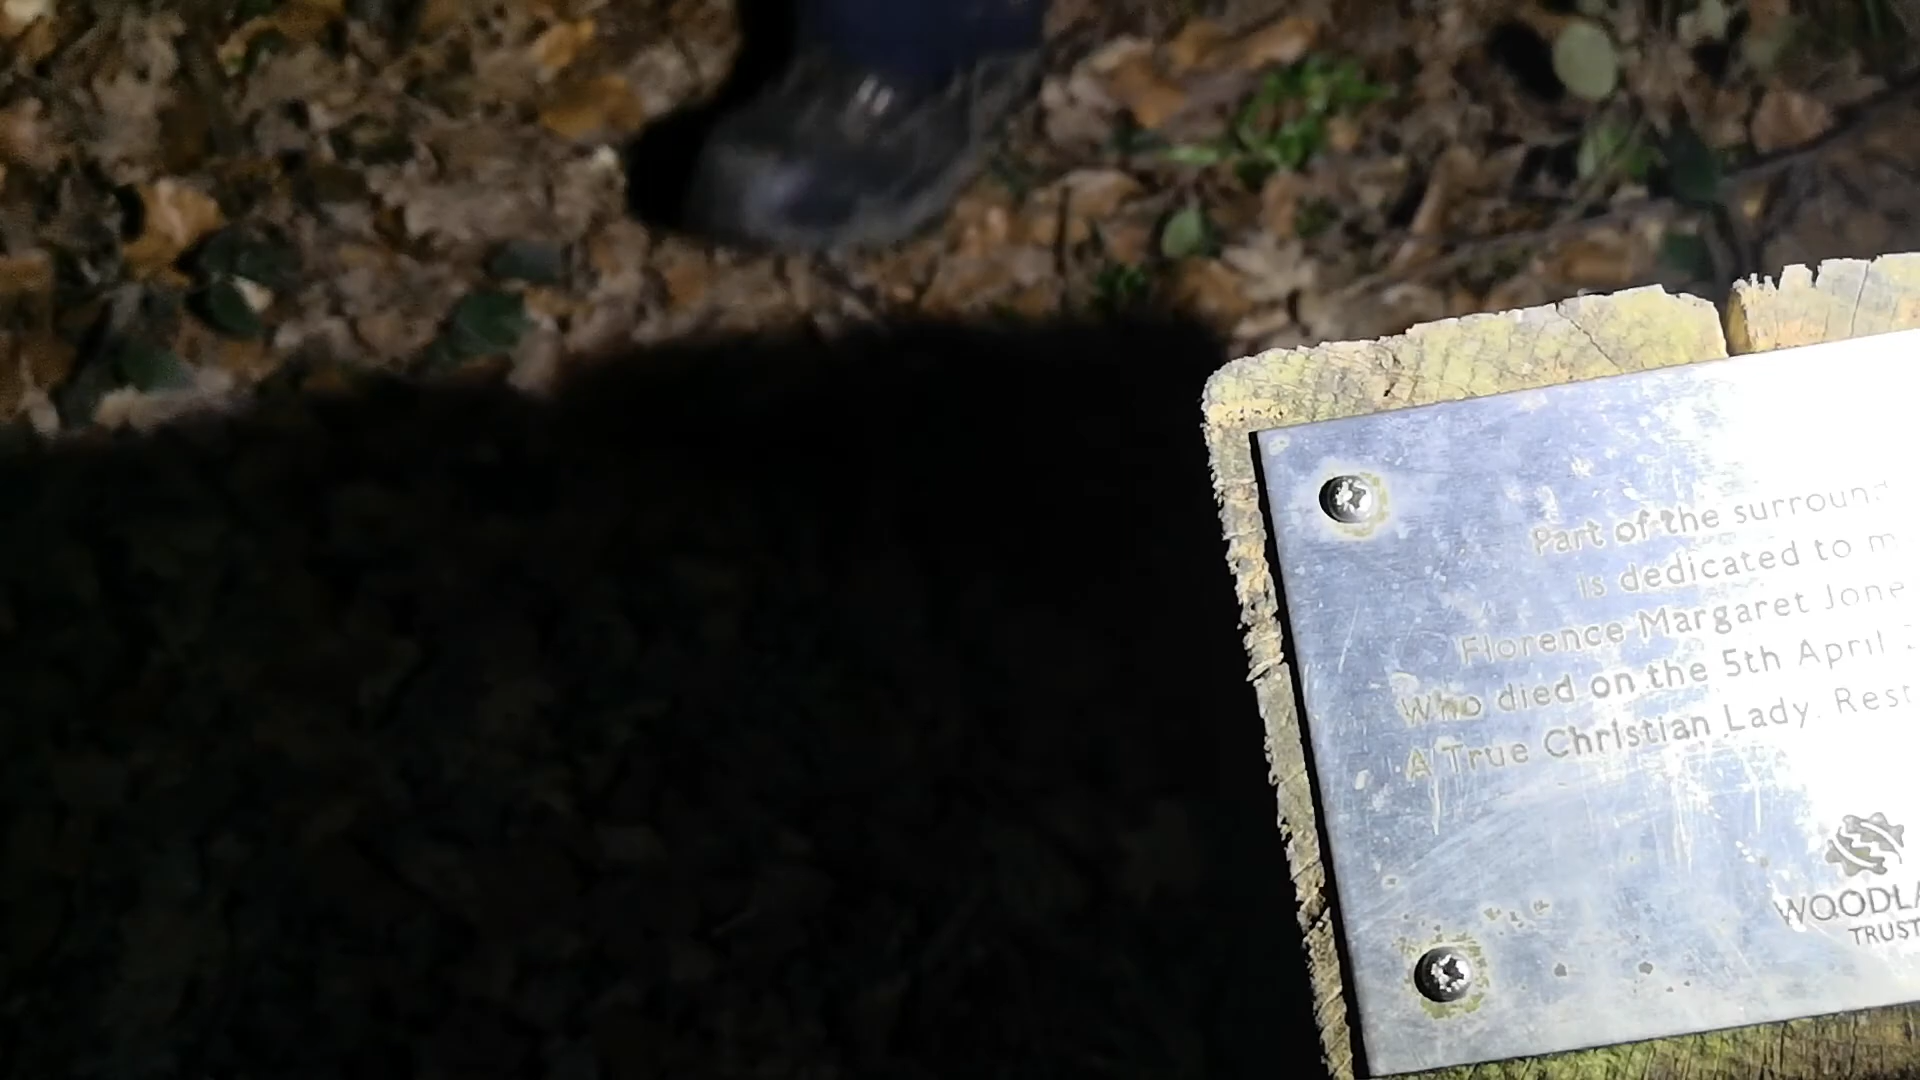 Part of the surround
is dedicated to m
Florence Margaret Jone
Who died on the 5th April
A True Christian Lady. Rest
WOODLA
TRUST